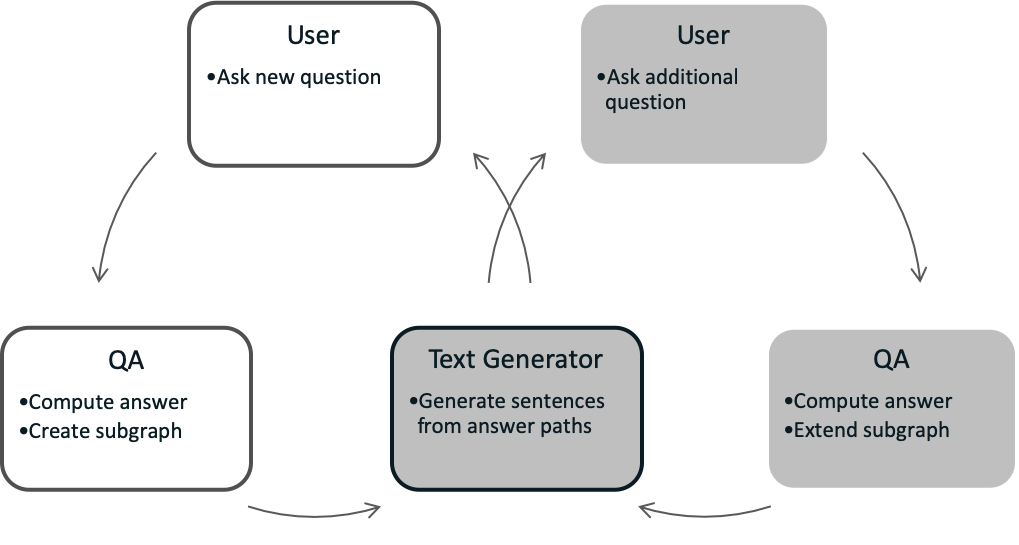 User
•Ask new question
User
•Ask additional
question
QA
•Compute answer
•Create subgraph
Text Generator
•Generate sentences
from answer paths
QA
•Compute answer
•Extend subgraph